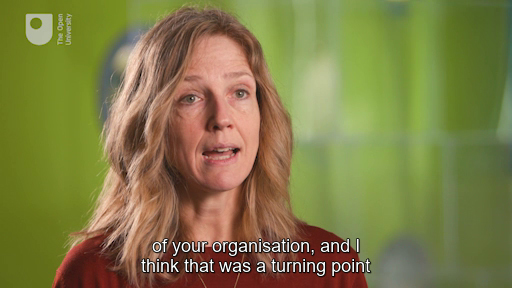 The Open
University
of your organisation, and I
think that was a turning point